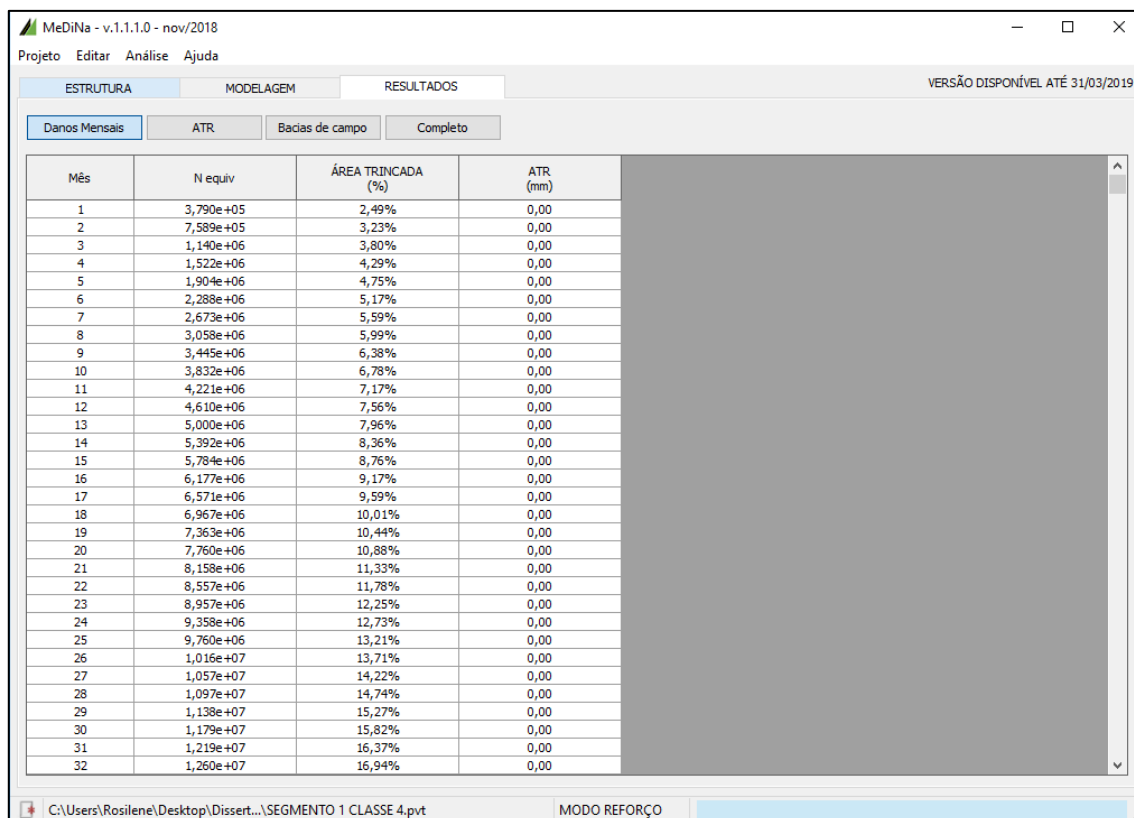 MeDiNa - v.1.1.1.0 - nov/2018
Projeto Editar Análise Ajuda
ESTRUTURA MODELAGEM RESULTADOS VERSÃO DISPONÍVEL ATÉ 31/03/2019
Danos Mensais ATR Bacias de campo Completo
Mês N equiv ÁREA TRINCADA (%) ATR (mm)
1 3,790e+05 2,49% 0,00
2 7,589e+05 3,23% 0,00
3 1,140e+06 3,80% 0,00
4 1,522e+06 4,29% 0,00
5 1,904e+06 4,75% 0,00
6 2,288e+06 5,17% 0,00
7 2,673e+06 5,59% 0,00
8 3,058e+06 5,99% 0,00
9 3,445e+06 6,38% 0,00
10 3,832e+06 6,78% 0,00
11 4,221e+06 7,17% 0,00
12 4,610e+06 7,56% 0,00
13 5,000e+06 7,96% 0,00
14 5,392e+06 8,36% 0,00
15 5,784e+06 8,76% 0,00
16 6,177e+06 9,17% 0,00
17 6,571e+06 9,59% 0,00
18 6,967e+06 10,01% 0,00
19 7,363e+06 10,44% 0,00
20 7,760e+06 10,88% 0,00
21 8,158e+06 11,33% 0,00
22 8,557e+06 11,78% 0,00
23 8,957e+06 12,25% 0,00
24 9,358e+06 12,73% 0,00
25 9,760e+06 13,21% 0,00
26 1,016e+07 13,71% 0,00
27 1,057e+07 14,22% 0,00
28 1,097e+07 14,74% 0,00
29 1,138e+07 15,27% 0,00
30 1,179e+07 15,82% 0,00
31 1,219e+07 16,37% 0,00
32 1,260e+07 16,94% 0,00
C:\Users\Rosilene\Desktop\Dissert...\SEGMENTO 1 CLASSE 4.pvt MODO REFORÇO